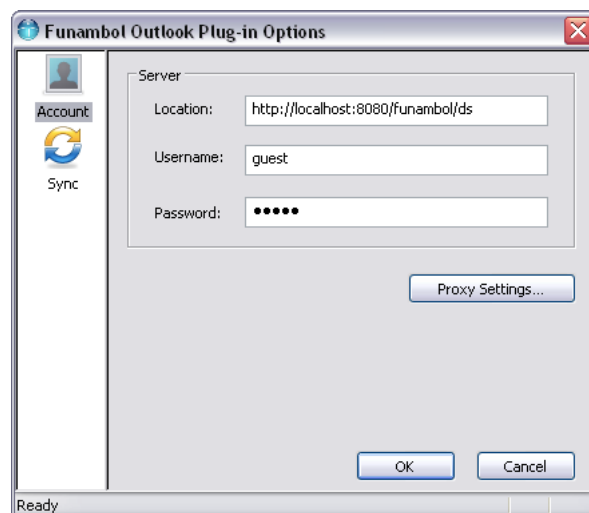 Funambol Outlook Plug-in Options
Account
Sync
Server
Location: http://localhost:8080/funambol/ds
Username: guest
Password: •••••
Proxy Settings...
OK Cancel
Ready